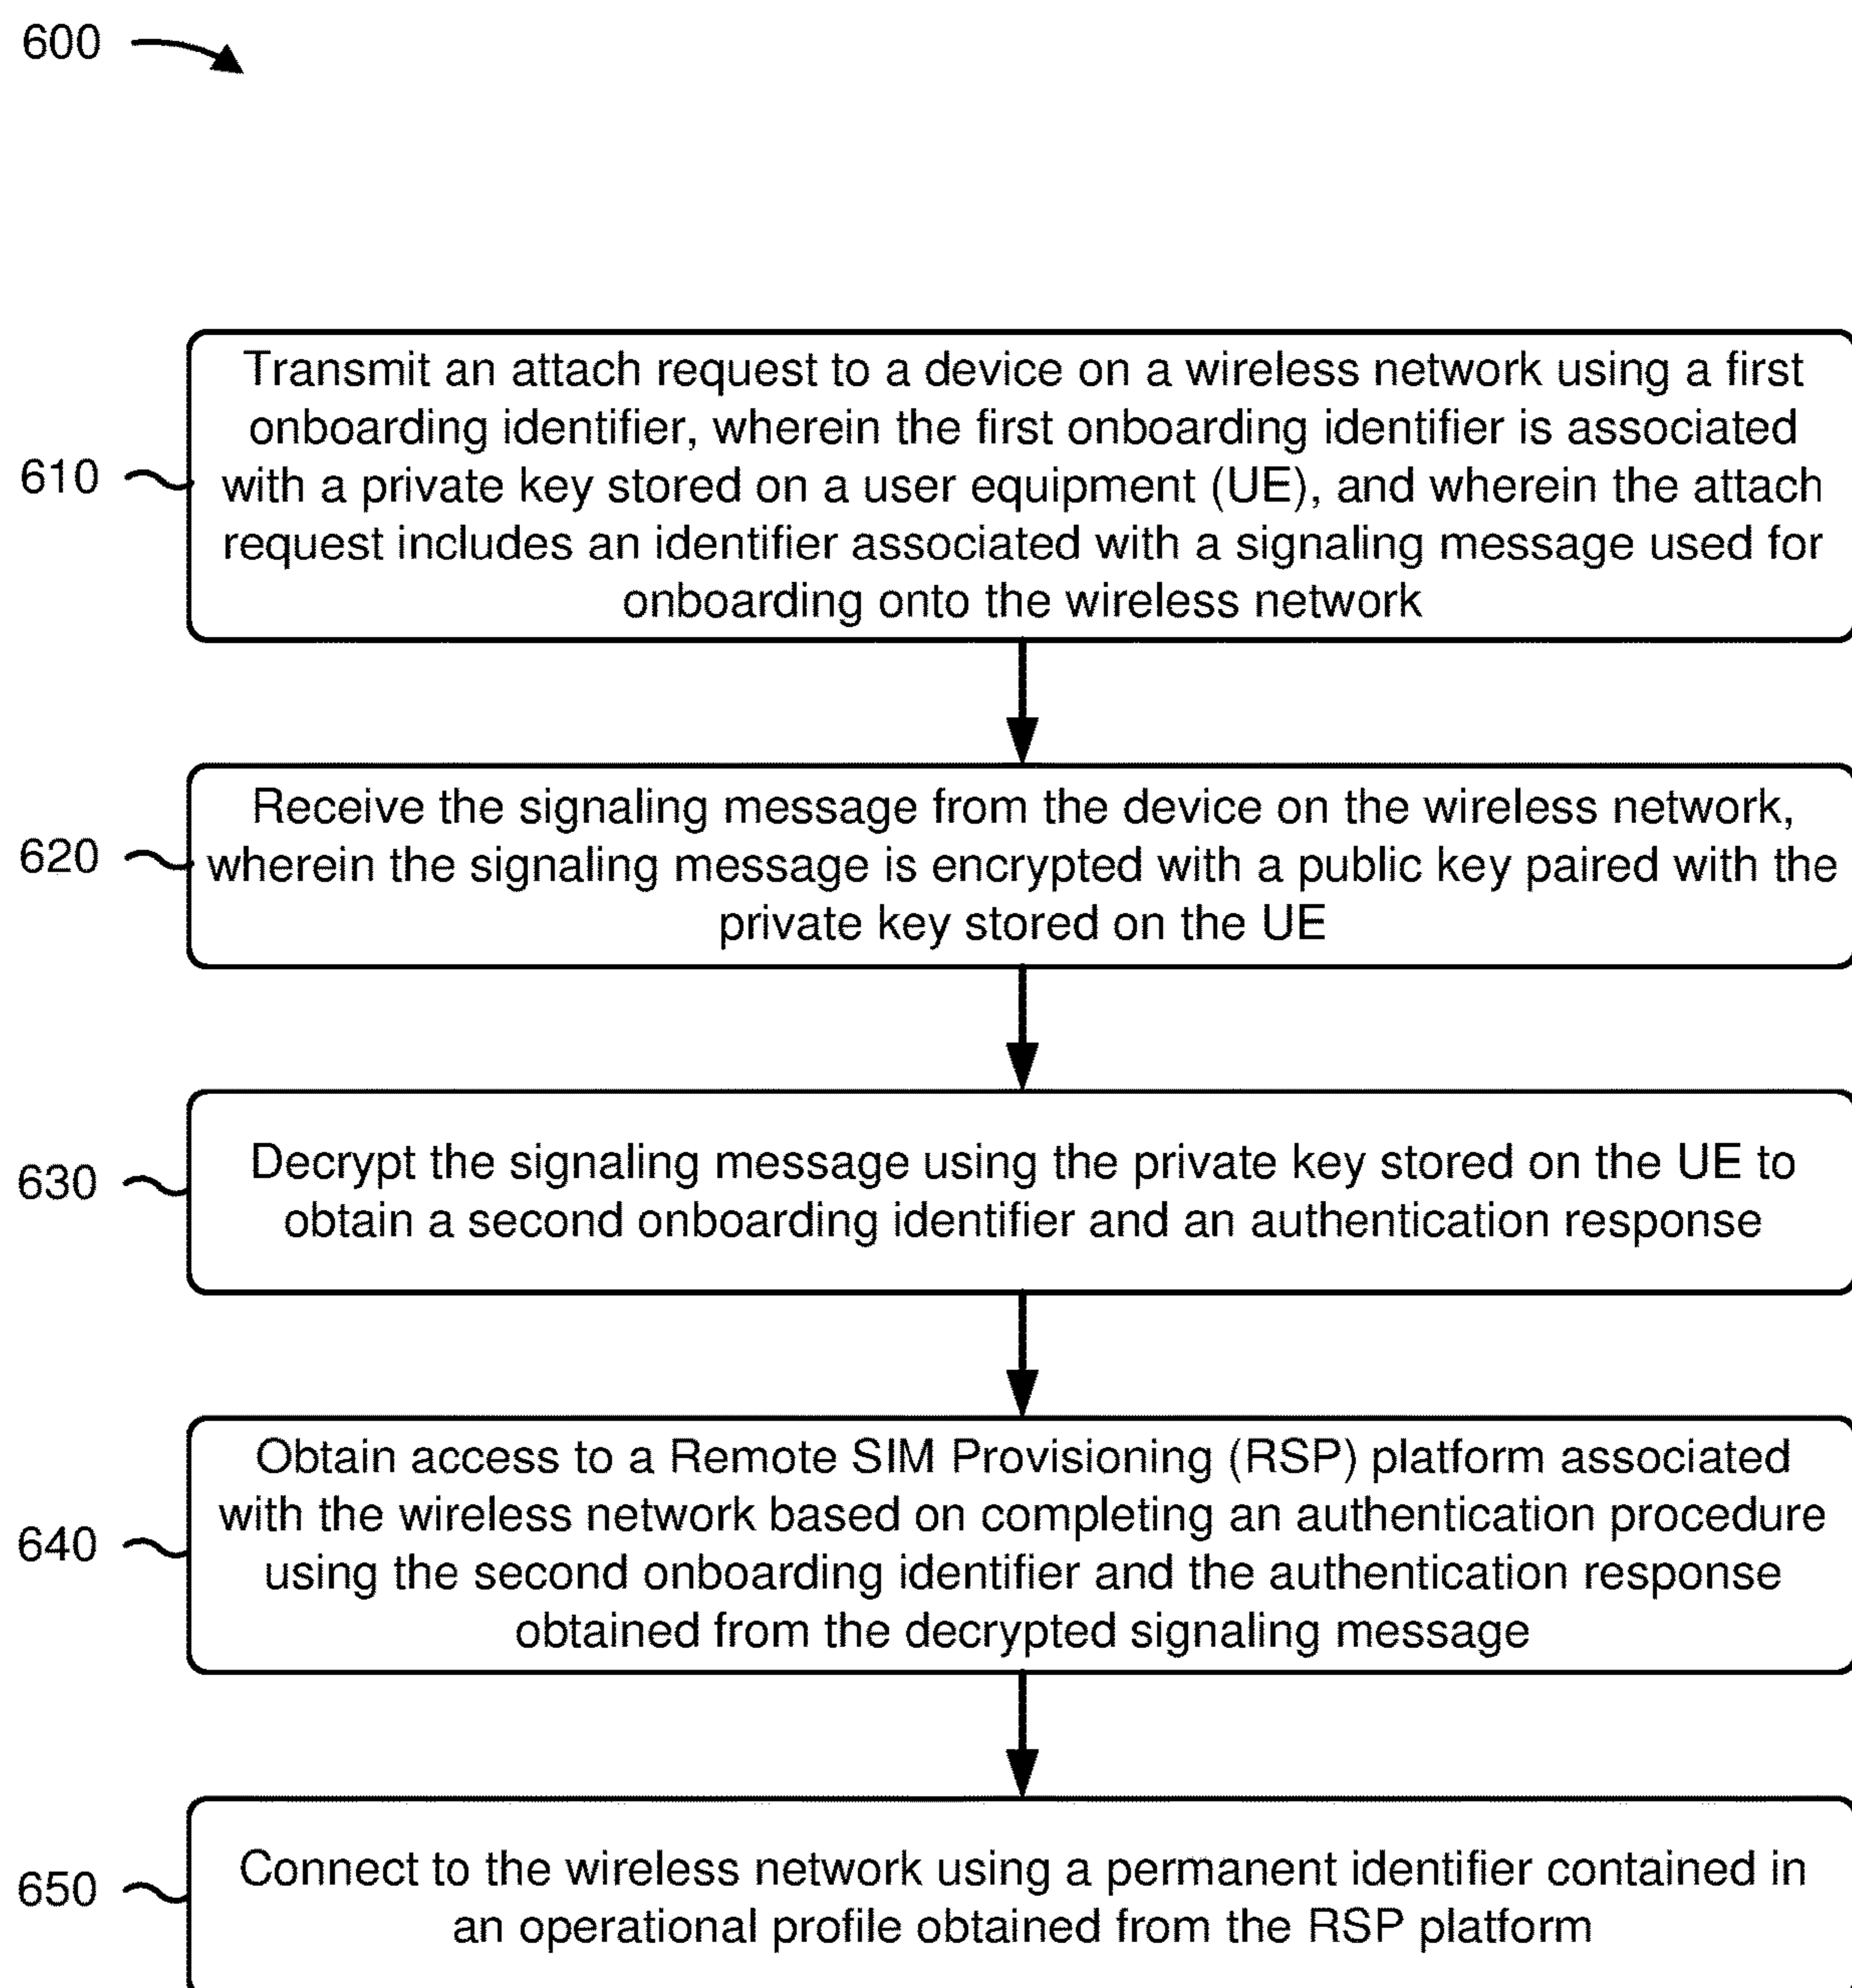 600
610
Transmit an attach request to a device on a wireless network using a first
onboarding identifier, wherein the first onboarding identifier is associated
with a private key stored on a user equipment (UE), and wherein the attach
request includes an identifier associated with a signaling message used for
onboarding onto the wireless network
620
Receive the signaling message from the device on the wireless network,
wherein the signaling message is encrypted with a public key paired with the
private key stored on the UE
630
Decrypt the signaling message using the private key stored on the UE to
obtain a second onboarding identifier and an authentication response
640
Obtain access to a Remote SIM Provisioning (RSP) platform associated
with the wireless network based on completing an authentication procedure
using the second onboarding identifier and the authentication response
obtained from the decrypted signaling message
650
Connect to the wireless network using a permanent identifier contained in
an operational profile obtained from the RSP platform